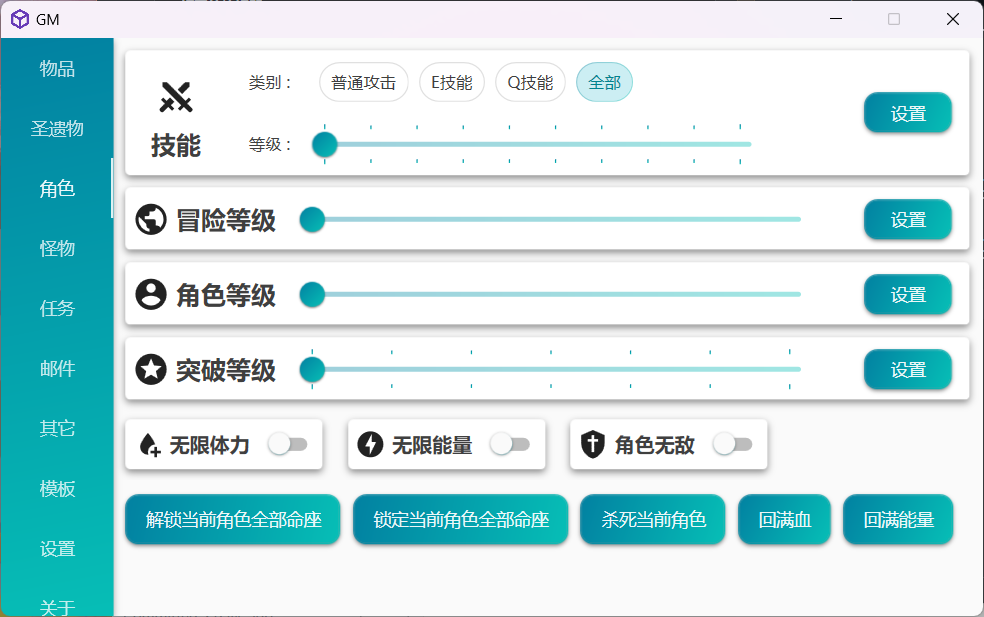 GM
物品
圣遗物
角色
怪物
任务
邮件
其它
模板
设置
关于
类别： 普通攻击 E技能 Q技能 全部
技能
等级：
设置
冒险等级 设置
角色等级 设置
突破等级 设置
无限体力 无限能量 角色无敌
解锁当前角色全部命座 锁定当前角色全部命座 杀死当前角色 回满血 回满能量